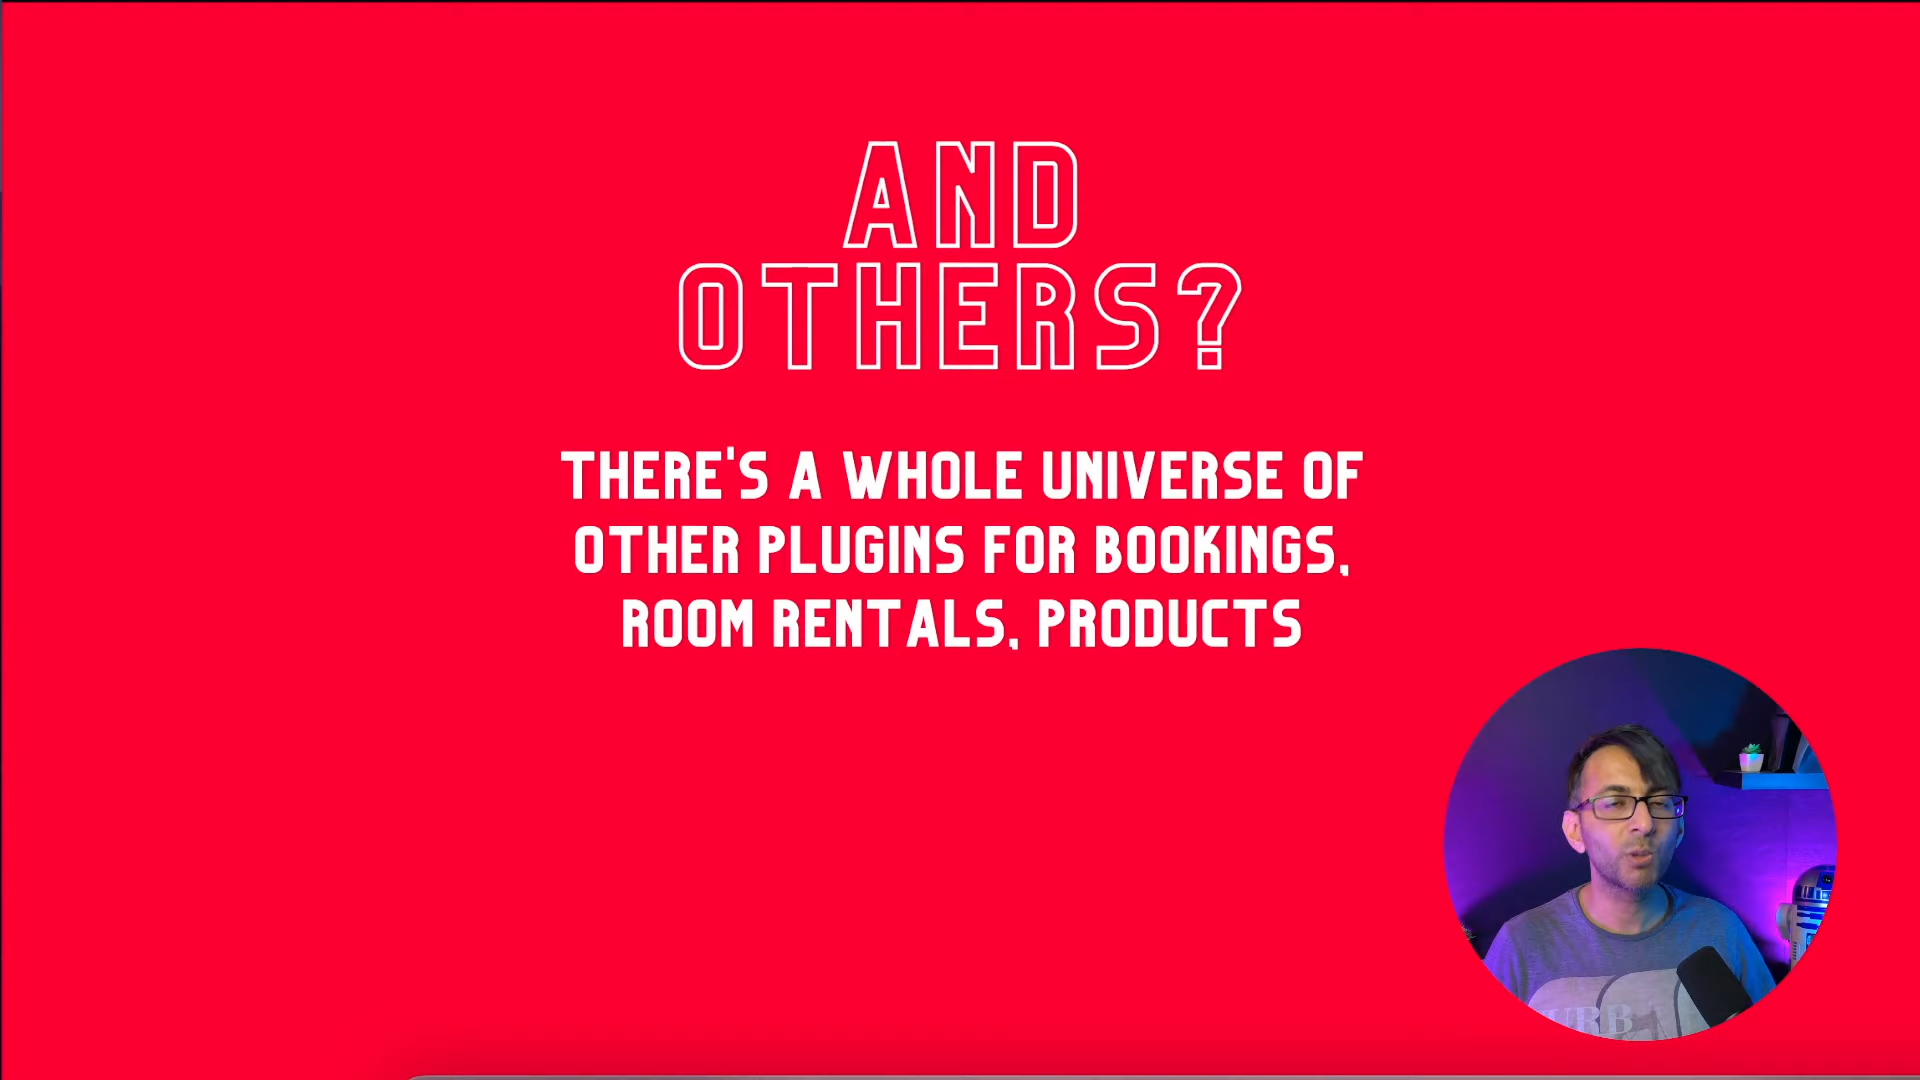 AND
OTHERS?
THERE'S A WHOLE UNIVERSE OF
OTHER PLUGINS FOR BOOKINGS,
ROOM RENTALS, PRODUCTS